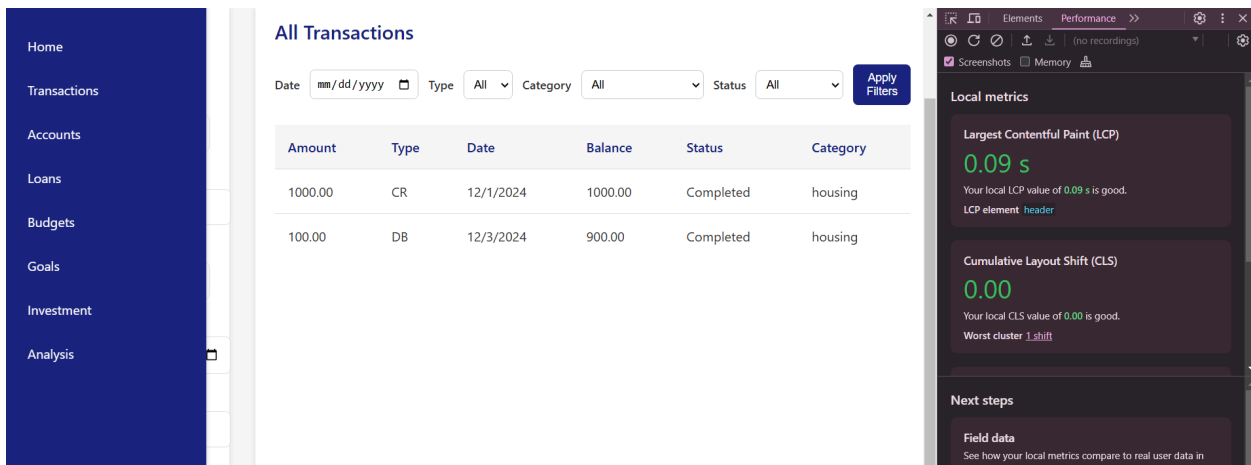 Home
Transactions
Accounts
Loans
Budgets
Goals
Investment
Analysis
All Transactions
Date mm/dd/yyyy Type All Category All Status All Apply
Filters
Amount Type Date Balance Status Category
1000.00 CR 12/1/2024 1000.00 Completed housing
100.00 DB 12/3/2024 900.00 Completed housing
Elements Performance
(no recordings)
Screenshots Memory
Local metrics
Largest Contentful Paint (LCP)
0.09 s
Your local LCP value of 0.09 s is good.
LCP element header
Cumulative Layout Shift (CLS)
0.00
Your local CLS value of 0.00 is good.
Worst cluster 1 shift
Next steps
Field data
See how your local metrics compare to real user data in